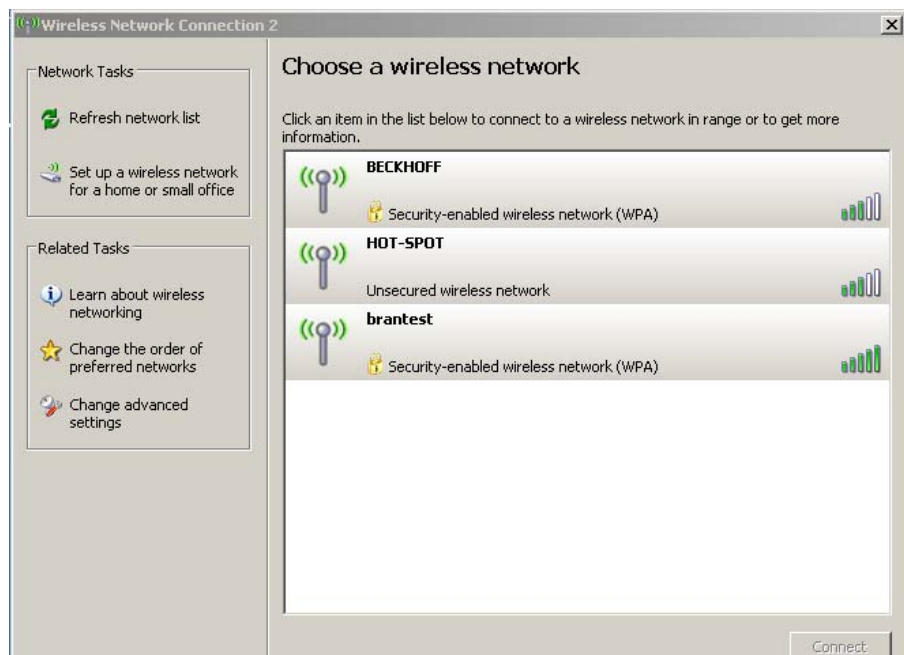 Wireless Network Connection 2
Network Tasks
Refresh network list
Set up a wireless network
for a home or small office
Related Tasks
Learn about wireless
networking
Change the order of
preferred networks
Change advanced
settings
Choose a wireless network
Click an item in the list below to connect to a wireless network in range or to get more
information.
BECKHOFF
Security-enabled wireless network (WPA)
HOT-SPOT
Unsecured wireless network
brantest
Security-enabled wireless network (WPA)
Connect